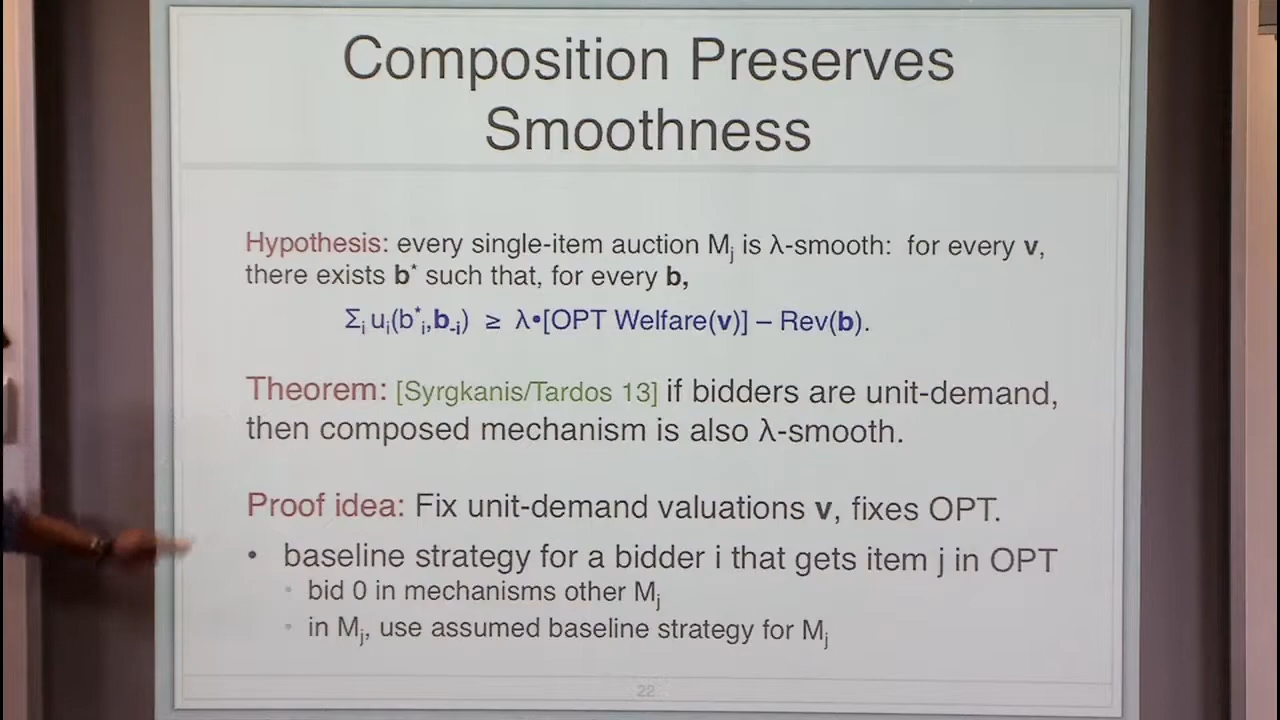 Composition Preserves
Smoothness
Hypothesis: every single-item auction Mj is λ-smooth: for every v,
there exists b* such that, for every b,
Σi ui(b*i,b-i) ≥ λ•[OPT Welfare(v)] – Rev(b).
Theorem: [Syrgkanis/Tardos 13] if bidders are unit-demand,
then composed mechanism is also λ-smooth.
Proof idea: Fix unit-demand valuations v, fixes OPT.
• baseline strategy for a bidder i that gets item j in OPT
• bid 0 in mechanisms other Mj
• in Mj, use assumed baseline strategy for Mj
22